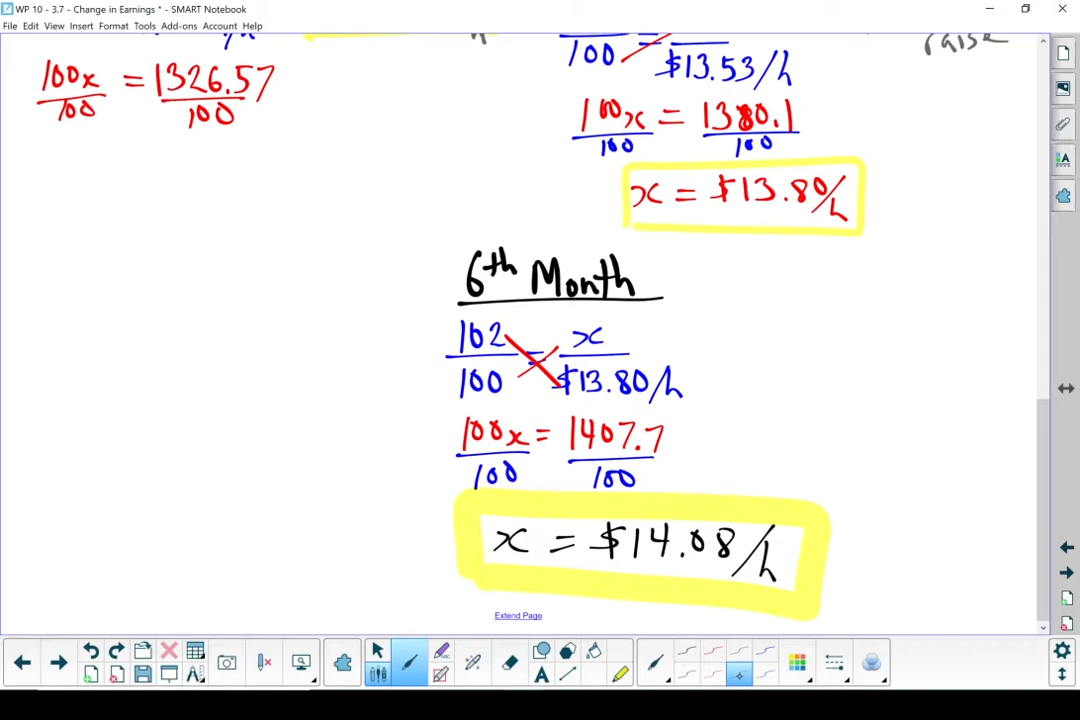 WP 10 - 3.7 - Change in Earnings * - SMART Notebook
File Edit View Insert Format Tools Add-ons Account Help
raise
100x = 1326.57
100 100
100 = $13.53/h
100x = 1380.1
100 100
x = $13.80/h
6th Month
102 = x
100 $13.80/h
100x = 1407.7
100 100
x = $14.08/h
Extend Page